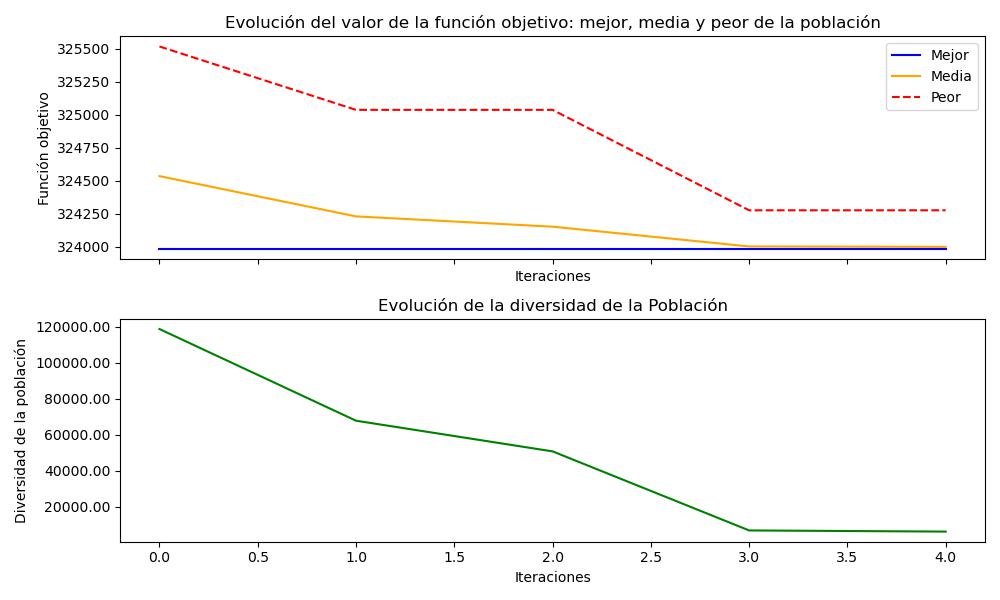 Evolución del valor de la función objetivo: mejor, media y peor de la población
325500
325250
325000
324750
324500
324250
324000
Función objetivo
Mejor
Media
Peor
Iteraciones
Evolución de la diversidad de la Población
120000.00
100000.00
80000.00
60000.00
40000.00
20000.00
Diversidad de la población
0.0 0.5 1.0 1.5 2.0 2.5 3.0 3.5 4.0
Iteraciones